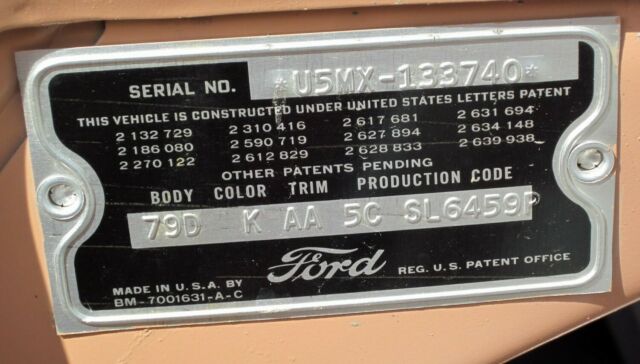 SERIAL NO. *U5MX-133740*
THIS VEHICLE IS CONSTRUCTED UNDER UNITED STATES LETTERS PATENT
2 132 729 2 310 416 2 617 681 2 631 694
2 186 080 2 590 719 2 627 894 2 634 148
2 270 122 2 612 829 2 628 833 2 639 938
OTHER PATENTS PENDING
BODY COLOR TRIM PRODUCTION CODE
79D K AA 5C SL6459P
Ford REG. U.S. PATENT OFFICE
MADE IN U.S.A. BY
BM-7001631-A-C